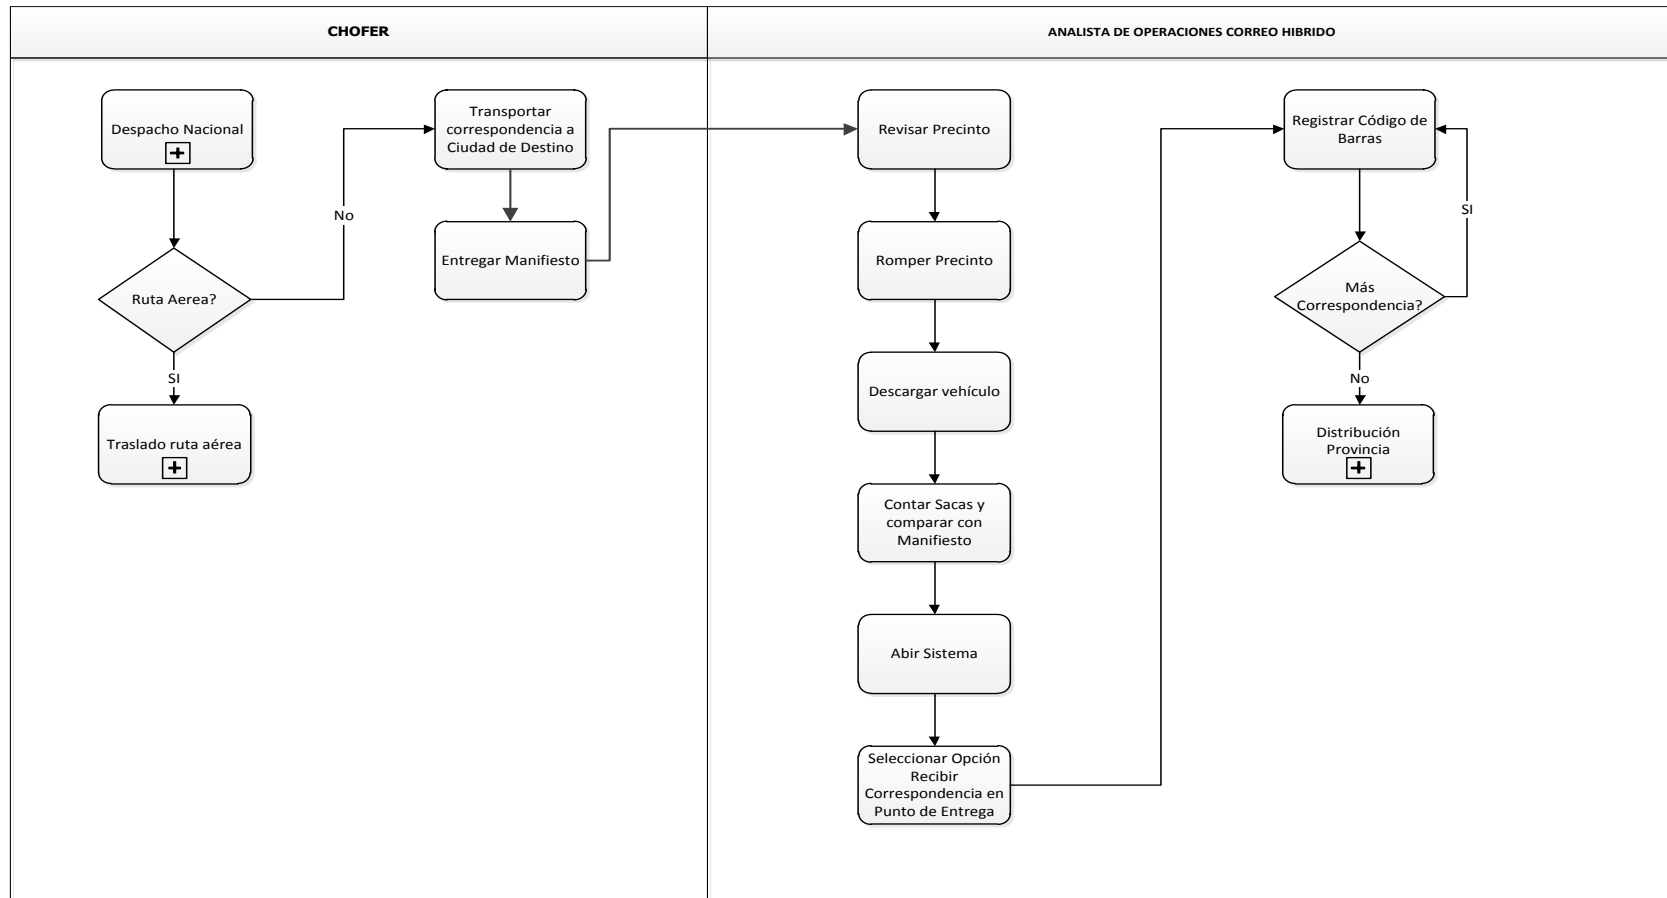 CHOFER
ANALISTA DE OPERACIONES CORREO HIBRIDO
Despacho Nacional
Ruta Aerea?
No
SI
Traslado ruta aérea
Transportar
correspondencia a
Ciudad de Destino
Entregar Manifiesto
Revisar Precinto
Romper Precinto
Descargar vehículo
Contar Sacas y
comparar con
Manifiesto
Abir Sistema
Seleccionar Opción
Recibir
Correspondencia en
Punto de Entrega
Registrar Código de
Barras
SI
Más
Correspondencia?
No
Distribución
Provincia